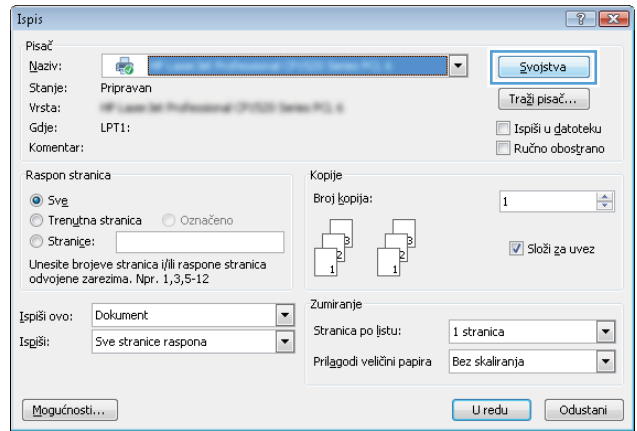 Ispis
Pisač
Naziv:
Svojstva
Stanje: Pripravan
Vrsta:
Traži pisač...
Gdje: LPT1:
Ispiši u datoteku
Komentar:
Ručno obostrano
Raspon stranica
Sve
Trenutna stranica Označeno
Stranice:
Unesite brojeve stranica i/ili raspone stranica
odvojene zarezima. Npr. 1,3,5-12
Kopije
Broj kopija: 1
3 3
2 2
1 1
Složi za uvez
Ispiši ovo: Dokument
Ispiši: Sve stranice raspona
Zumiranje
Stranica po listu: 1 stranica
Prilagodi veličini papira Bez skaliranja
Mogućnosti...
U redu Odustani